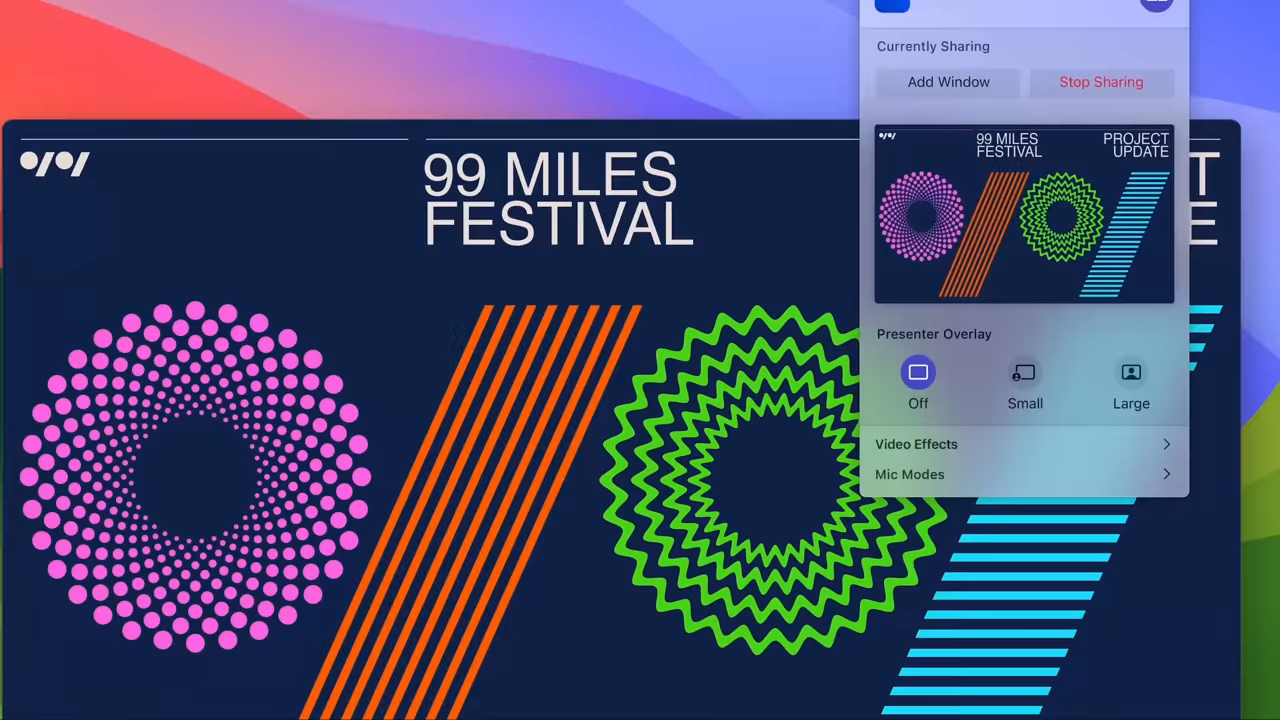 Currently Sharing
Add Window
Stop Sharing
99 MILES
FESTIVAL
PROJECT
UPDATE
99 MILES
FESTIVAL
T
E
Presenter Overlay
Off
Small
Large
Video Effects
Mic Modes